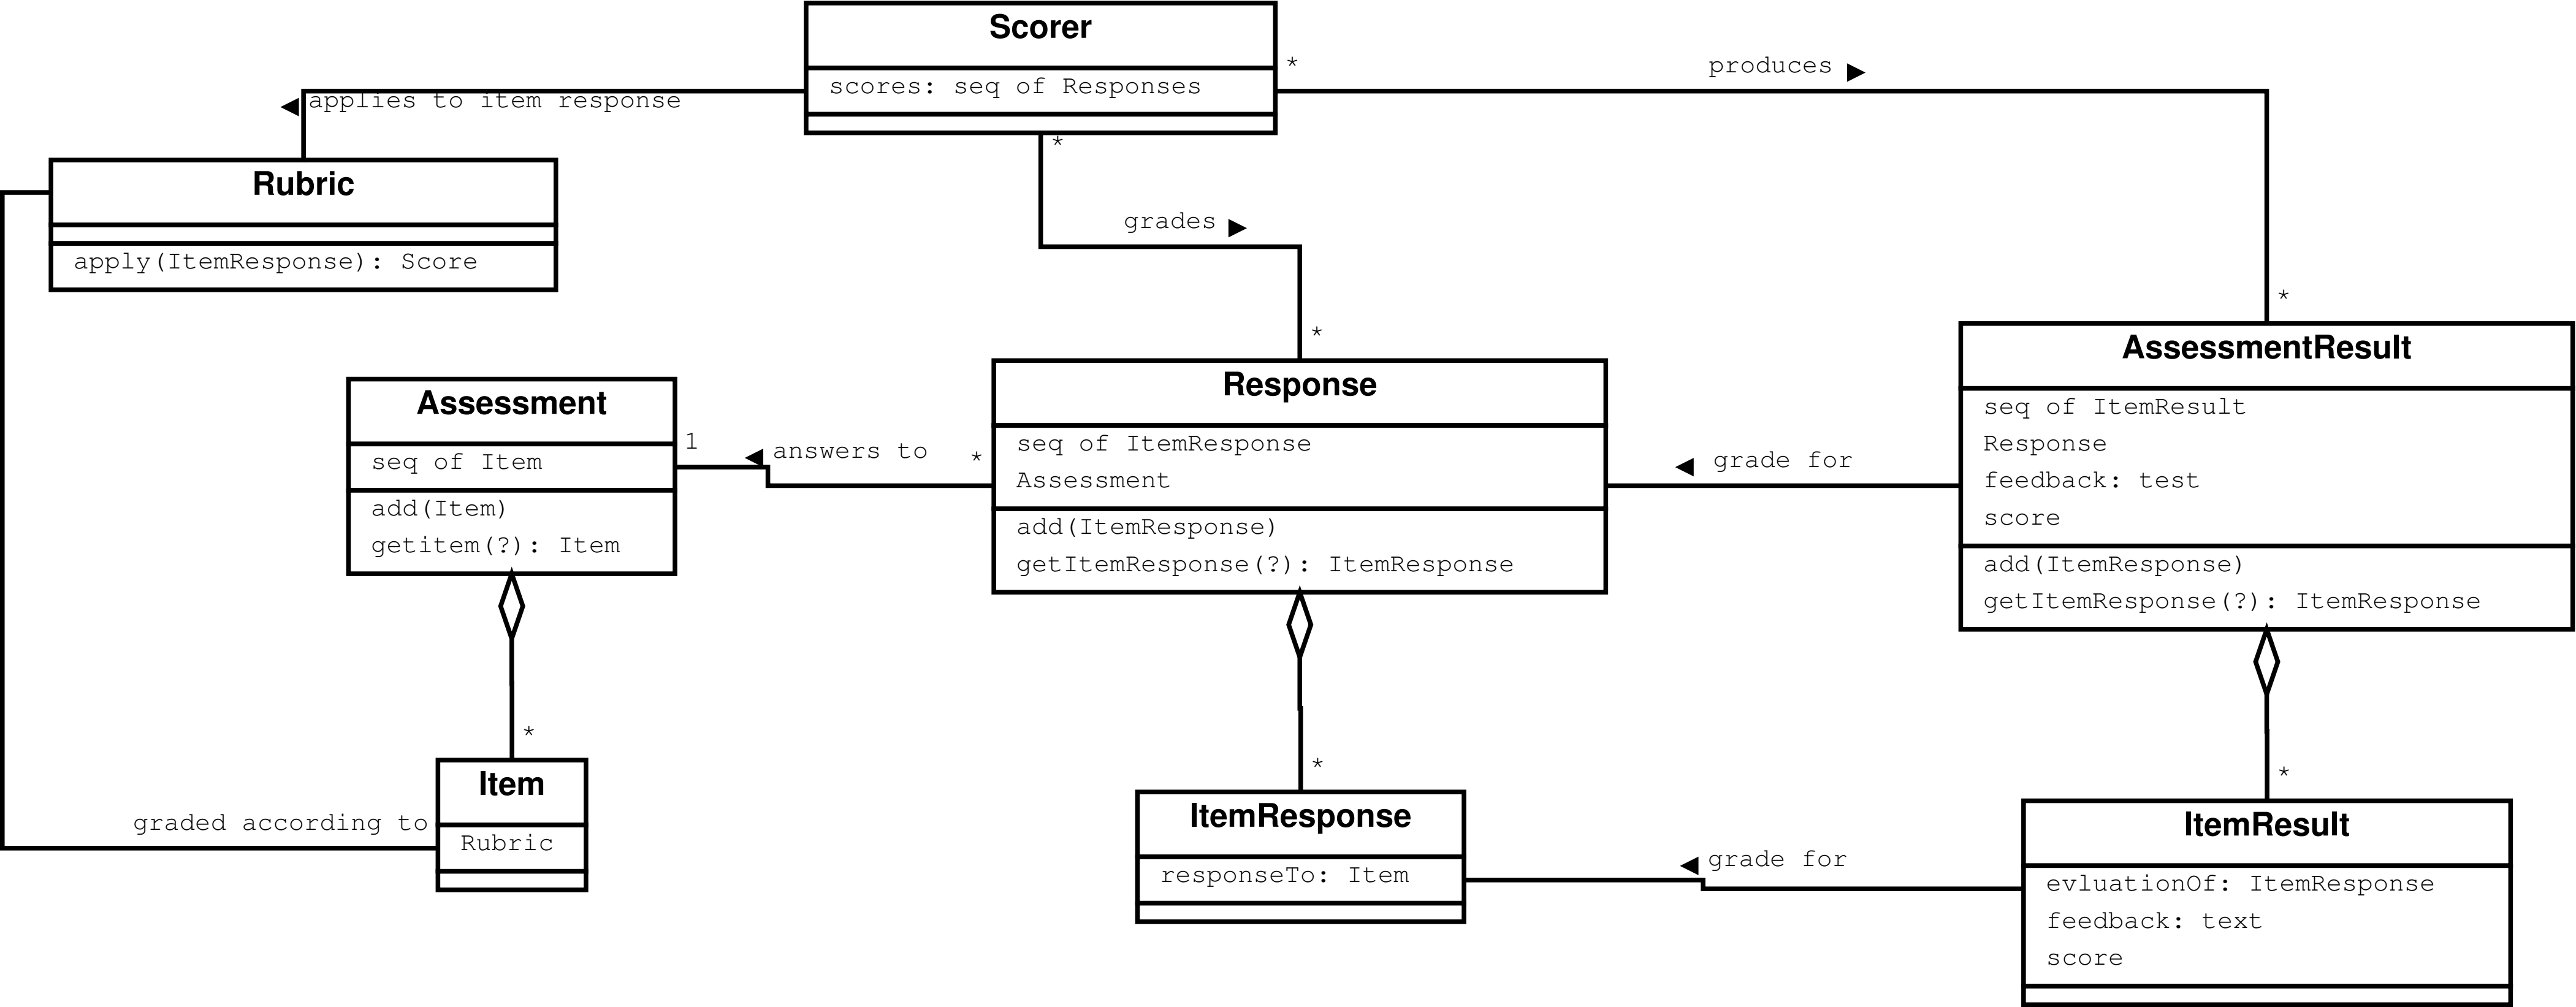 Scorer
scores: seq of Responses
*
produces ▶
◀ applies to item response
*
Rubric
apply(ItemResponse): Score
grades ▶
*
*
AssessmentResult
seq of ItemResult
Response
feedback: test
score
add(ItemResponse)
getItemResponse(?): ItemResponse
Response
seq of ItemResponse
Assessment
add(ItemResponse)
getItemResponse(?): ItemResponse
Assessment
seq of Item
add(Item)
getitem(?): Item
1
◀ answers to
*
◀ grade for
*
*
*
Item
Rubric
graded according to
ItemResponse
responseTo: Item
◀ grade for
ItemResult
evluationOf: ItemResponse
feedback: text
score